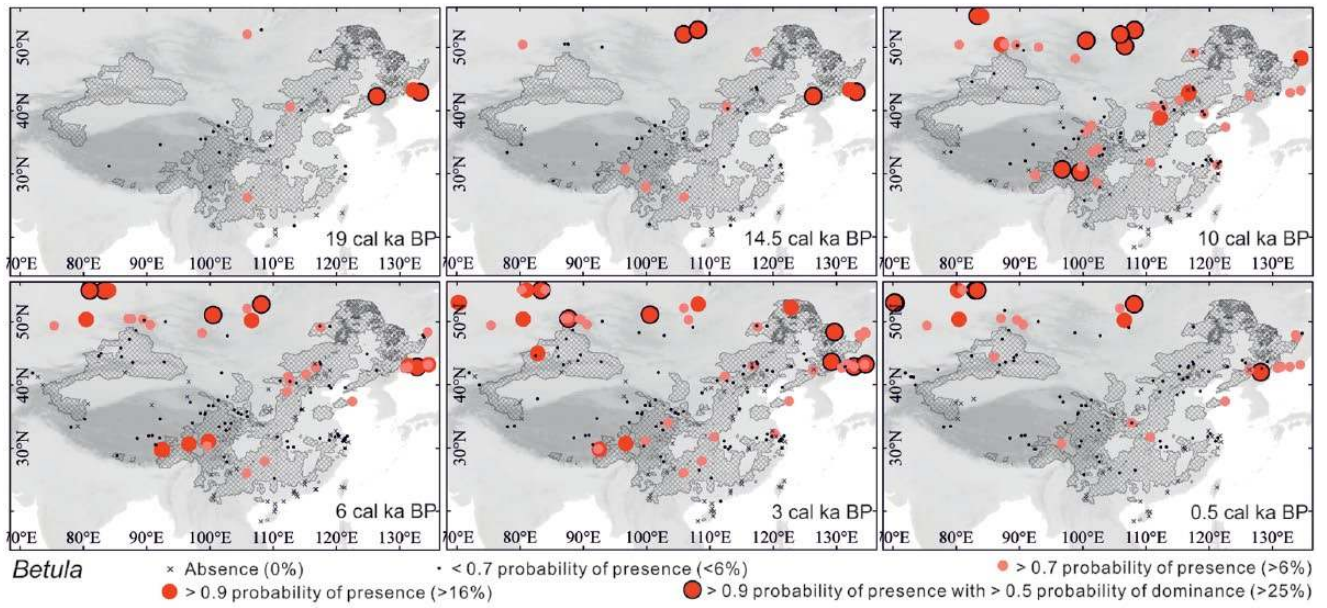 50°N
40°N
30°N
19 cal ka BP
14.5 cal ka BP
10 cal ka BP
70°E 80°E 90°E 100°E 110°E 120°E 130°E 80°E 90°E 100°E 110°E 120°E 130°E 80°E 90°E 100°E 110°E 120°E 130°E
50°N
40°N
30°N
6 cal ka BP
3 cal ka BP
0.5 cal ka BP
70°E 80°E 90°E 100°E 110°E 120°E 130°E 70°E 80°E 90°E 100°E 110°E 120°E 130°E 70°E 80°E 90°E 100°E 110°E 120°E 130°E
Betula
Absence (0%)
< 0.7 probability of presence (<6%)
> 0.7 probability of presence (>6%)
> 0.9 probability of presence (>16%)
> 0.9 probability of presence with > 0.5 probability of dominance (>25%)